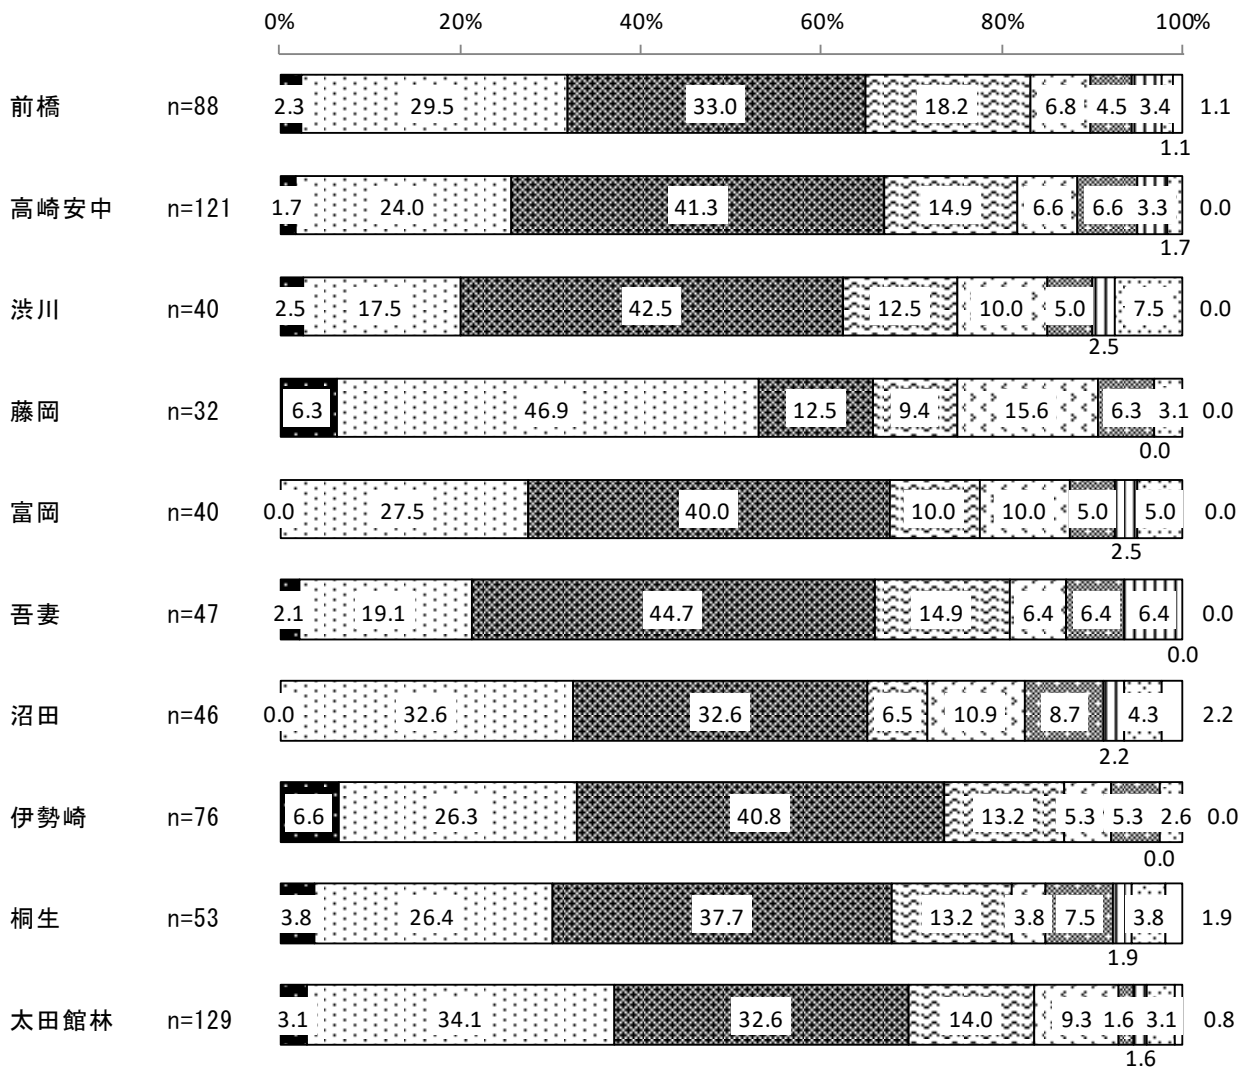 0% 20% 40% 60% 80% 100%
前橋 n=88 2.3 29.5 33.0 18.2 6.8 4.5 3.4 1.1
1.1
高崎安中 n=121 1.7 24.0 41.3 14.9 6.6 6.6 3.3 0.0
1.7
渋川 n=40 2.5 17.5 42.5 12.5 10.0 5.0 7.5 0.0
2.5
藤岡 n=32 6.3 46.9 12.5 9.4 15.6 6.3 3.1 0.0
0.0
富岡 n=40 0.0 27.5 40.0 10.0 10.0 5.0 5.0 0.0
2.5
吾妻 n=47 2.1 19.1 44.7 14.9 6.4 6.4 6.4 0.0
0.0
沼田 n=46 0.0 32.6 32.6 6.5 10.9 8.7 4.3 2.2
2.2
伊勢崎 n=76 6.6 26.3 40.8 13.2 5.3 5.3 2.6 0.0
0.0
桐生 n=53 3.8 26.4 37.7 13.2 3.8 7.5 3.8 1.9
1.9
太田館林 n=129 3.1 34.1 32.6 14.0 9.3 1.6 3.1 0.8
1.6